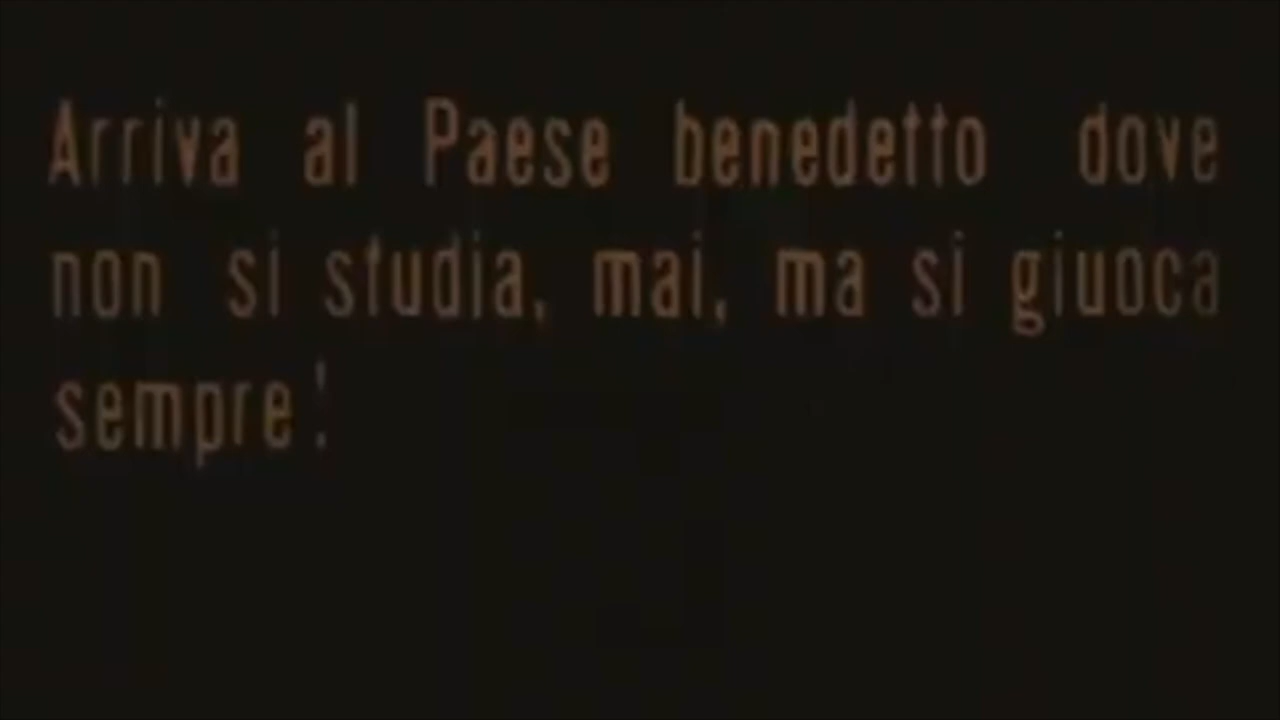 Arriva al Paese benedetto dove
non si studia, mai, ma si giuoca
sempre!